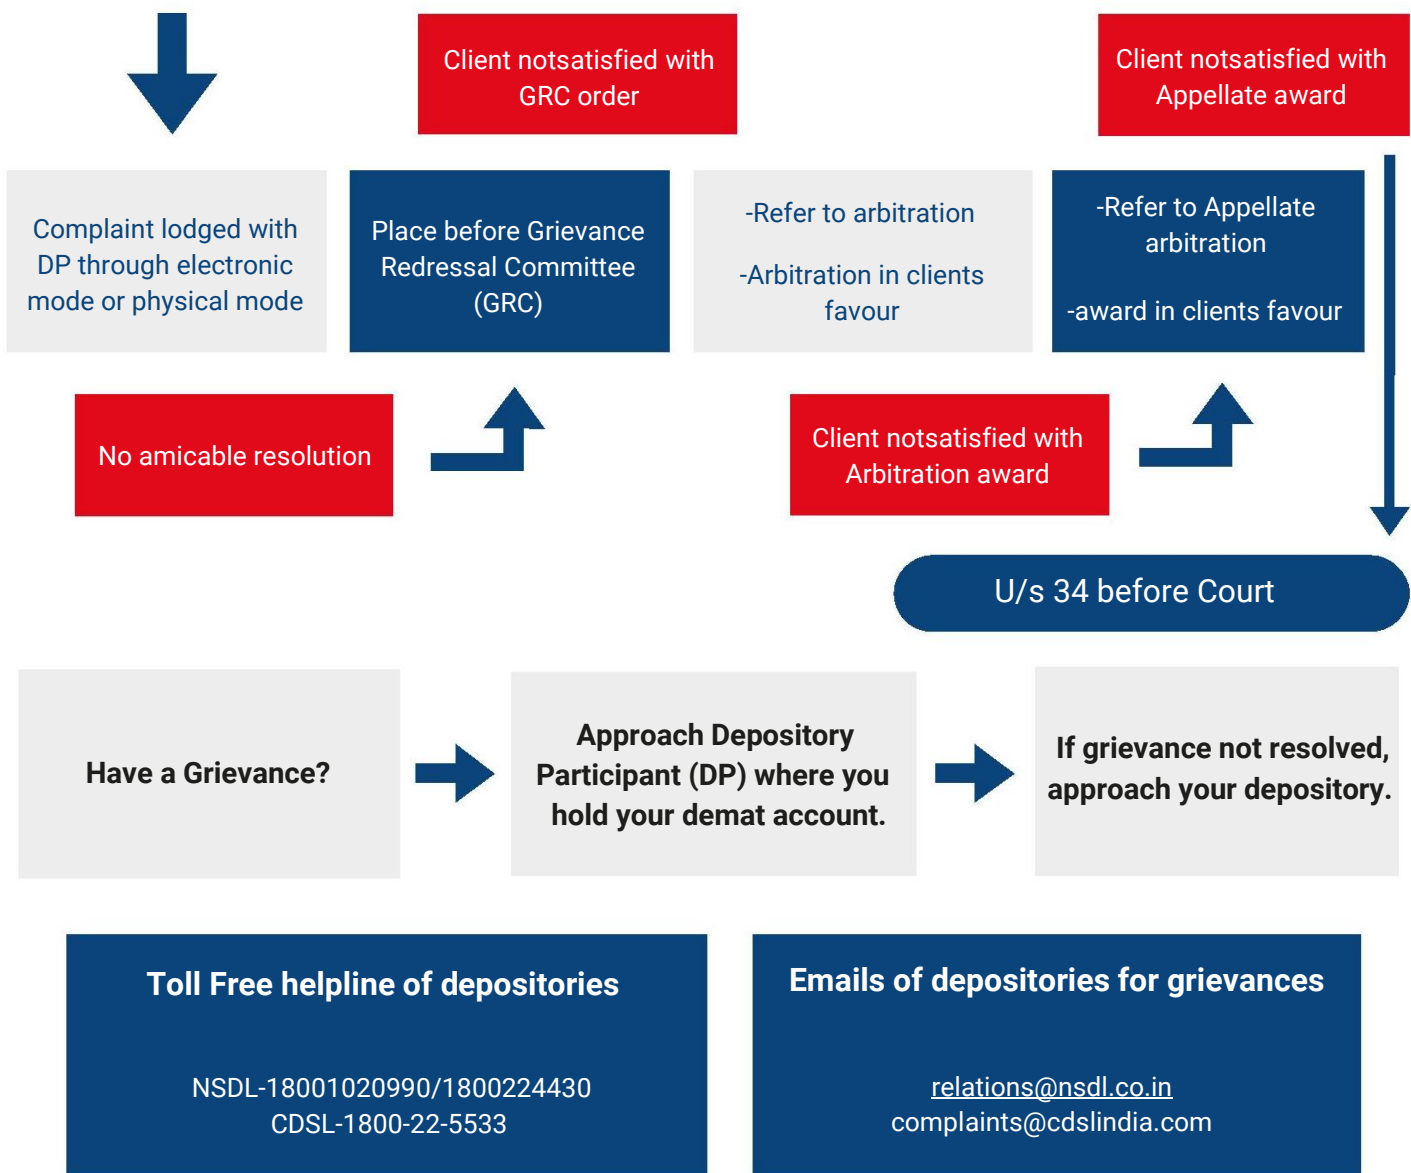 Client notsatisfied with
GRC order
Client notsatisfied with
Appellate award
Complaint lodged with
DP through electronic
mode or physical mode
Place before Grievance
Redressal Committee
(GRC)
-Refer to arbitration
-Arbitration in clients
favour
-Refer to Appellate
arbitration
-award in clients favour
No amicable resolution
Client notsatisfied with
Arbitration award
U/s 34 before Court
Have a Grievance?
Approach Depository
Participant (DP) where you
hold your demat account.
If grievance not resolved,
approach your depository.
Toll Free helpline of depositories
NSDL-18001020990/1800224430
CDSL-1800-22-5533
Emails of depositories for grievances
relations@nsdl.co.in
complaints@cdslindia.com